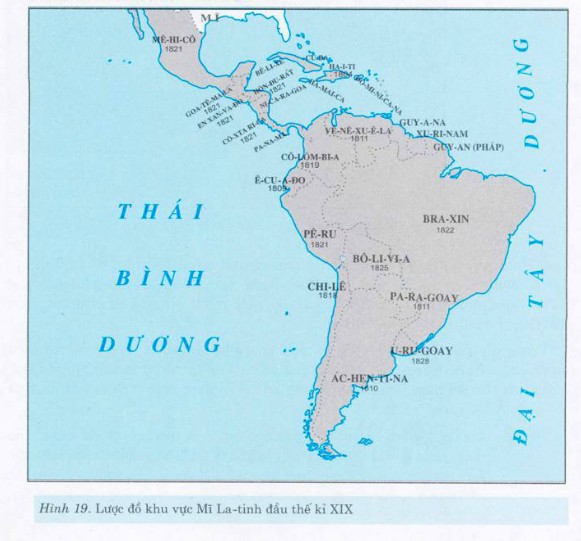 MĨ
MÊ-HI-CÔ
1821
CU-BA
BÊ-LI-XÊ
HA-I-TI
1804
ĐÔ-MI-NI-CA-NA
HA-MAI-CA
HÔN-ĐU-RÁT
1821
GOA-TÊ-MA-LA
1821
NI-CA-RA-GOA
EN XAN-VA-ĐO
1821
CÔ-XTA RI-CA
1821
PA-NA-MA
VÊ-NÊ-XU-Ê-LA
1811
GUY-A-NA
XU-RI-NAM
GUY-AN (PHÁP)
CÔ-LÔM-BI-A
1819
Ê-CU-A-ĐO
1809
THÁI
BÌNH
DƯƠNG
BRA-XIN
1822
PÊ-RU
1821
BÔ-LI-VI-A
1825
CHI-LÊ
1818
PA-RA-GOAY
1811
U-RU-GOAY
1828
ÁC-HEN-TI-NA
1810
ĐẠI TÂY DƯƠNG
Hình 19. Lược đồ khu vực Mĩ La-tinh đầu thế kỉ XIX